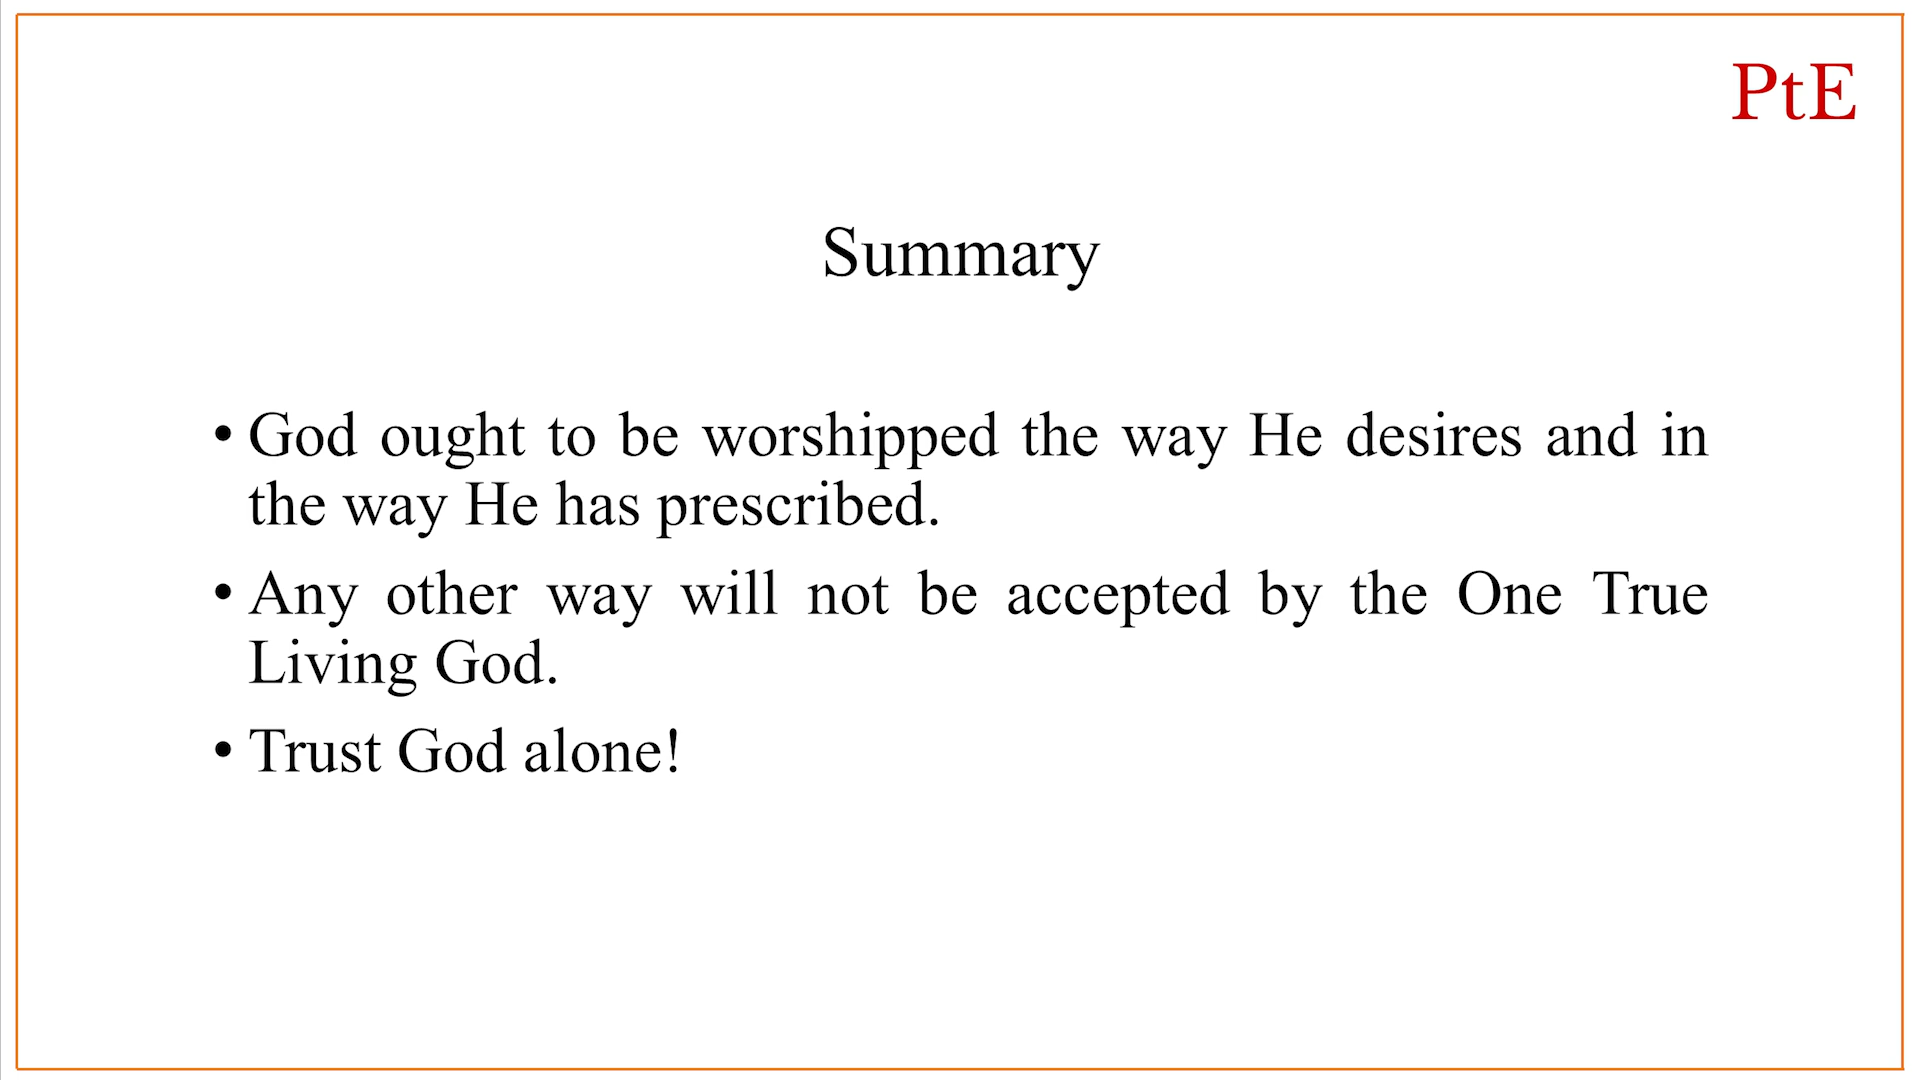 PtE
Summary
• God ought to be worshipped the way He desires and in
the way He has prescribed.
• Any other way will not be accepted by the One True
Living God.
• Trust God alone!